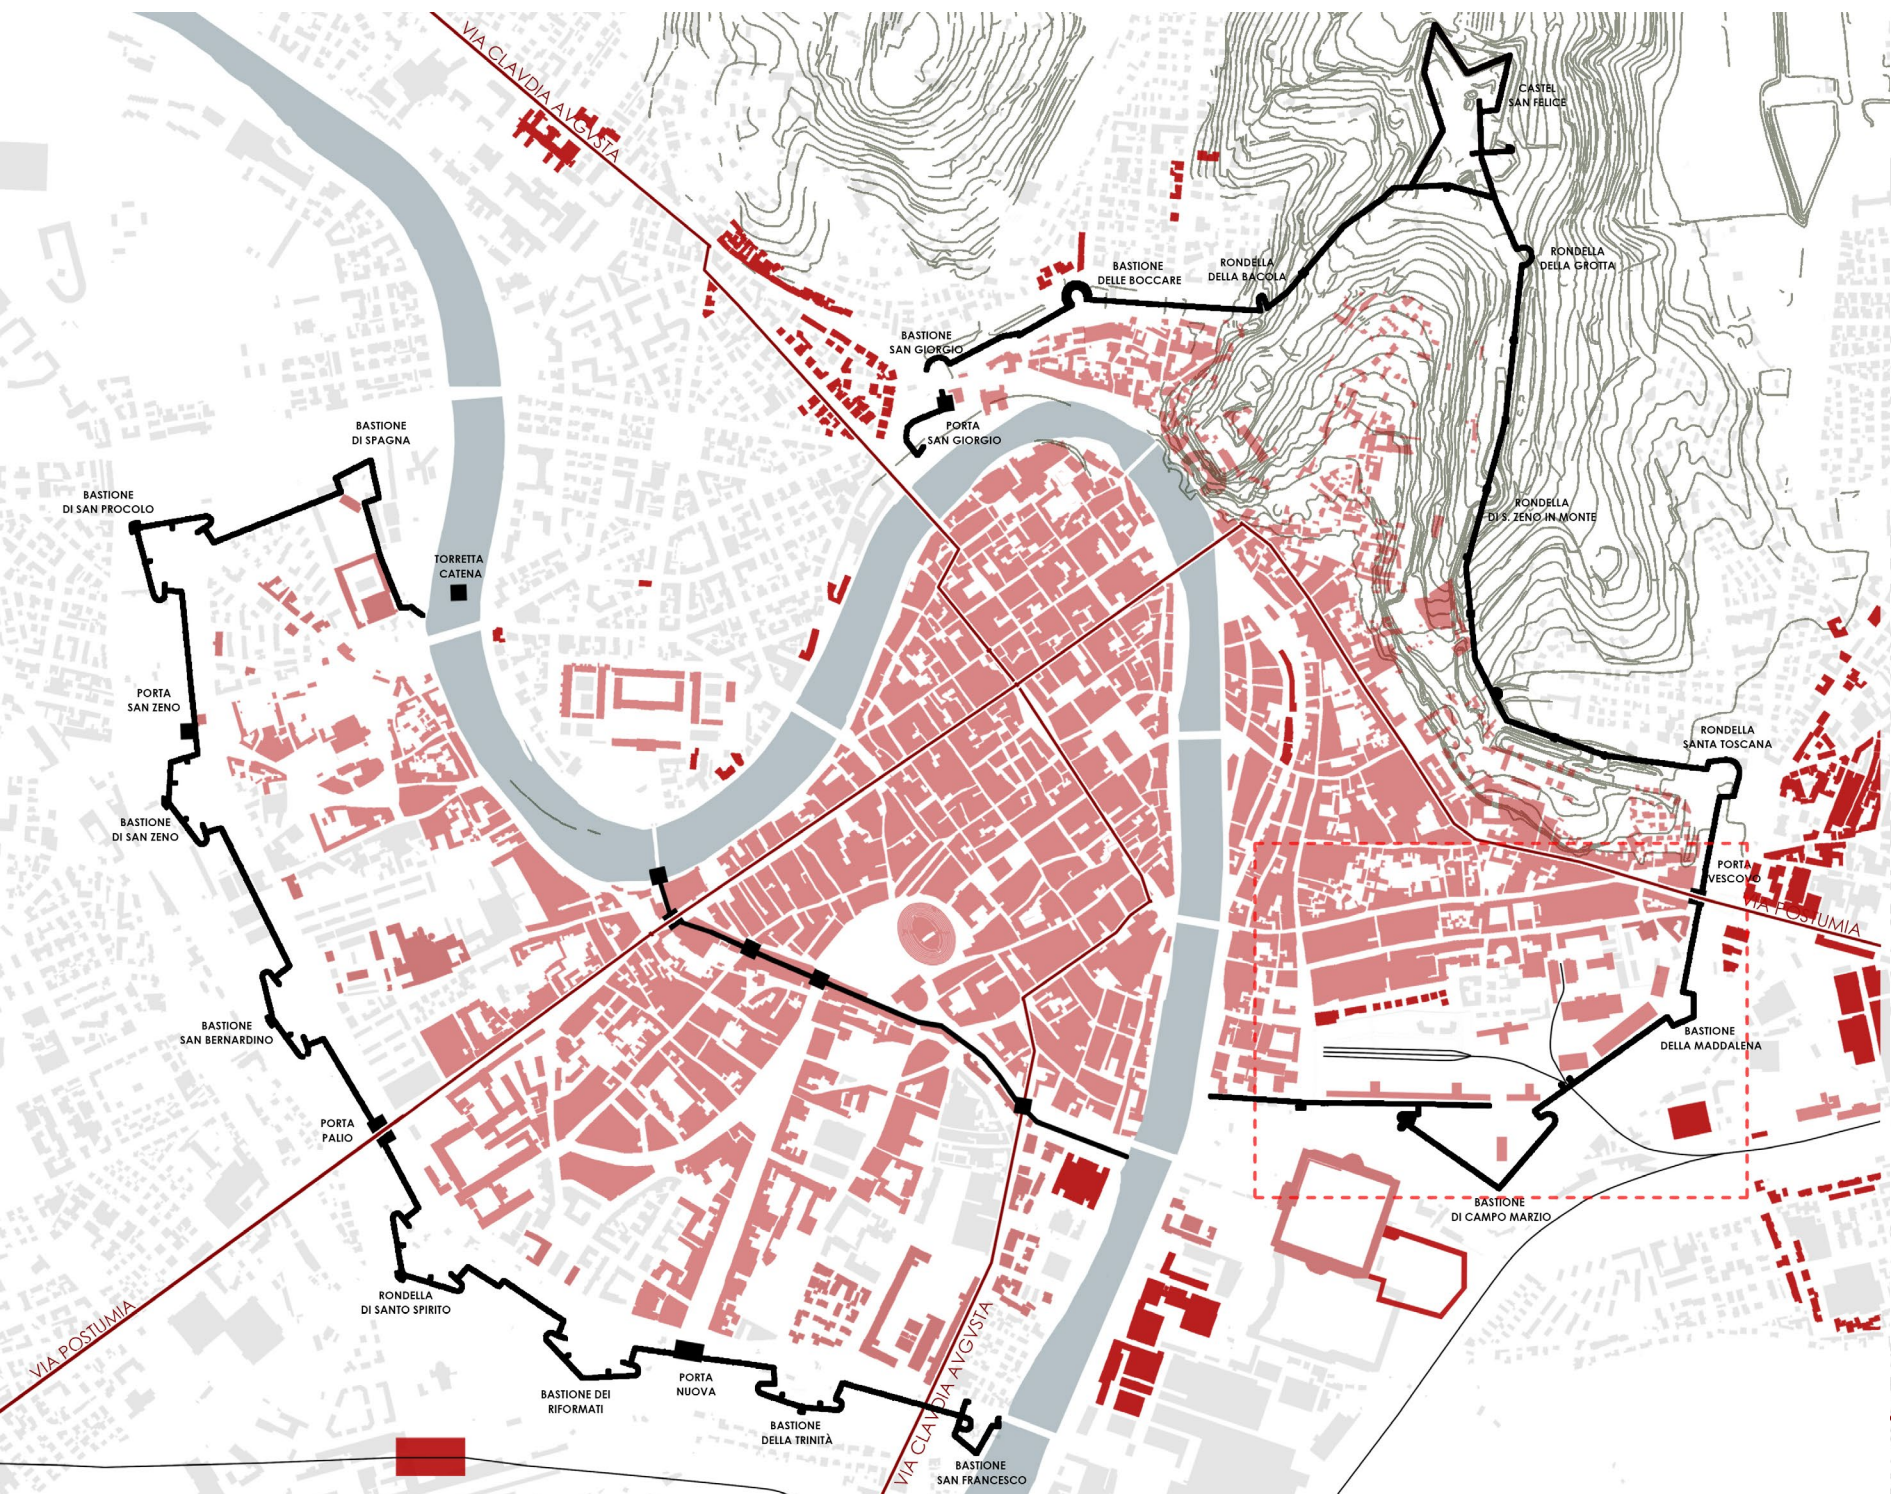 VIA CLAVDIA AVGVSTA
CASTEL
SAN FELICE
RONDELLA
DELLA GROTTA
BASTIONE
DELLE BOCCARE
RONDELLA
DELLA BACOLA
BASTIONE
SAN GIORGIO
PORTA
SAN GIORGIO
BASTIONE
DI SPAGNA
BASTIONE
DI SAN PROCOLO
RONDELLA
DI S. ZENO IN MONTE
TORRETTA
CATENA
PORTA
SAN ZENO
RONDELLA
SANTA TOSCANA
BASTIONE
DI SAN ZENO
PORTA
VESCOVO
VIA POSTUMIA
BASTIONE
SAN BERNARDINO
BASTIONE
DELLA MADDALENA
PORTA
PALIO
BASTIONE
DI CAMPO MARZIO
RONDELLA
DI SANTO SPIRITO
VIA POSTUMIA
VIA CLAVDIA AVGVSTA
PORTA
NUOVA
BASTIONE DEI
RIFORMATI
BASTIONE
DELLA TRINITÀ
BASTIONE
SAN FRANCESCO